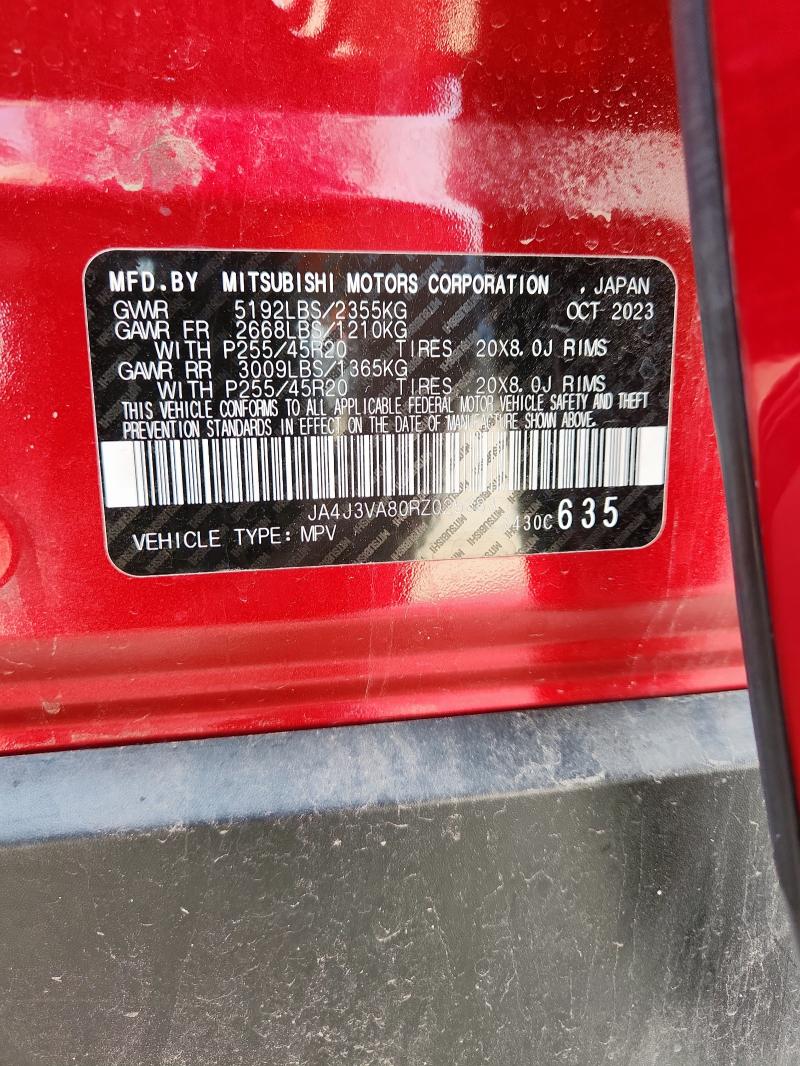 MFD.BY MITSUBISHI MOTORS CORPORATION , JAPAN
GVWR 5192LBS/2355KG OCT 2023
GAWR FR 2668LBS/1210KG
WITH P255/45R20 TIRES 20X8.0J RIMS
GAWR RR 3009LBS/1365KG
WITH P255/45R20 TIRES 20X8.0J RIMS
THIS VEHICLE CONFORMS TO ALL APPLICABLE FEDERAL MOTOR VEHICLE SAFETY AND THEFT
PREVENTION STANDARDS IN EFFECT ON THE DATE OF MANUFACTURE SHOWN ABOVE.
430C 635
VEHICLE TYPE: MPV